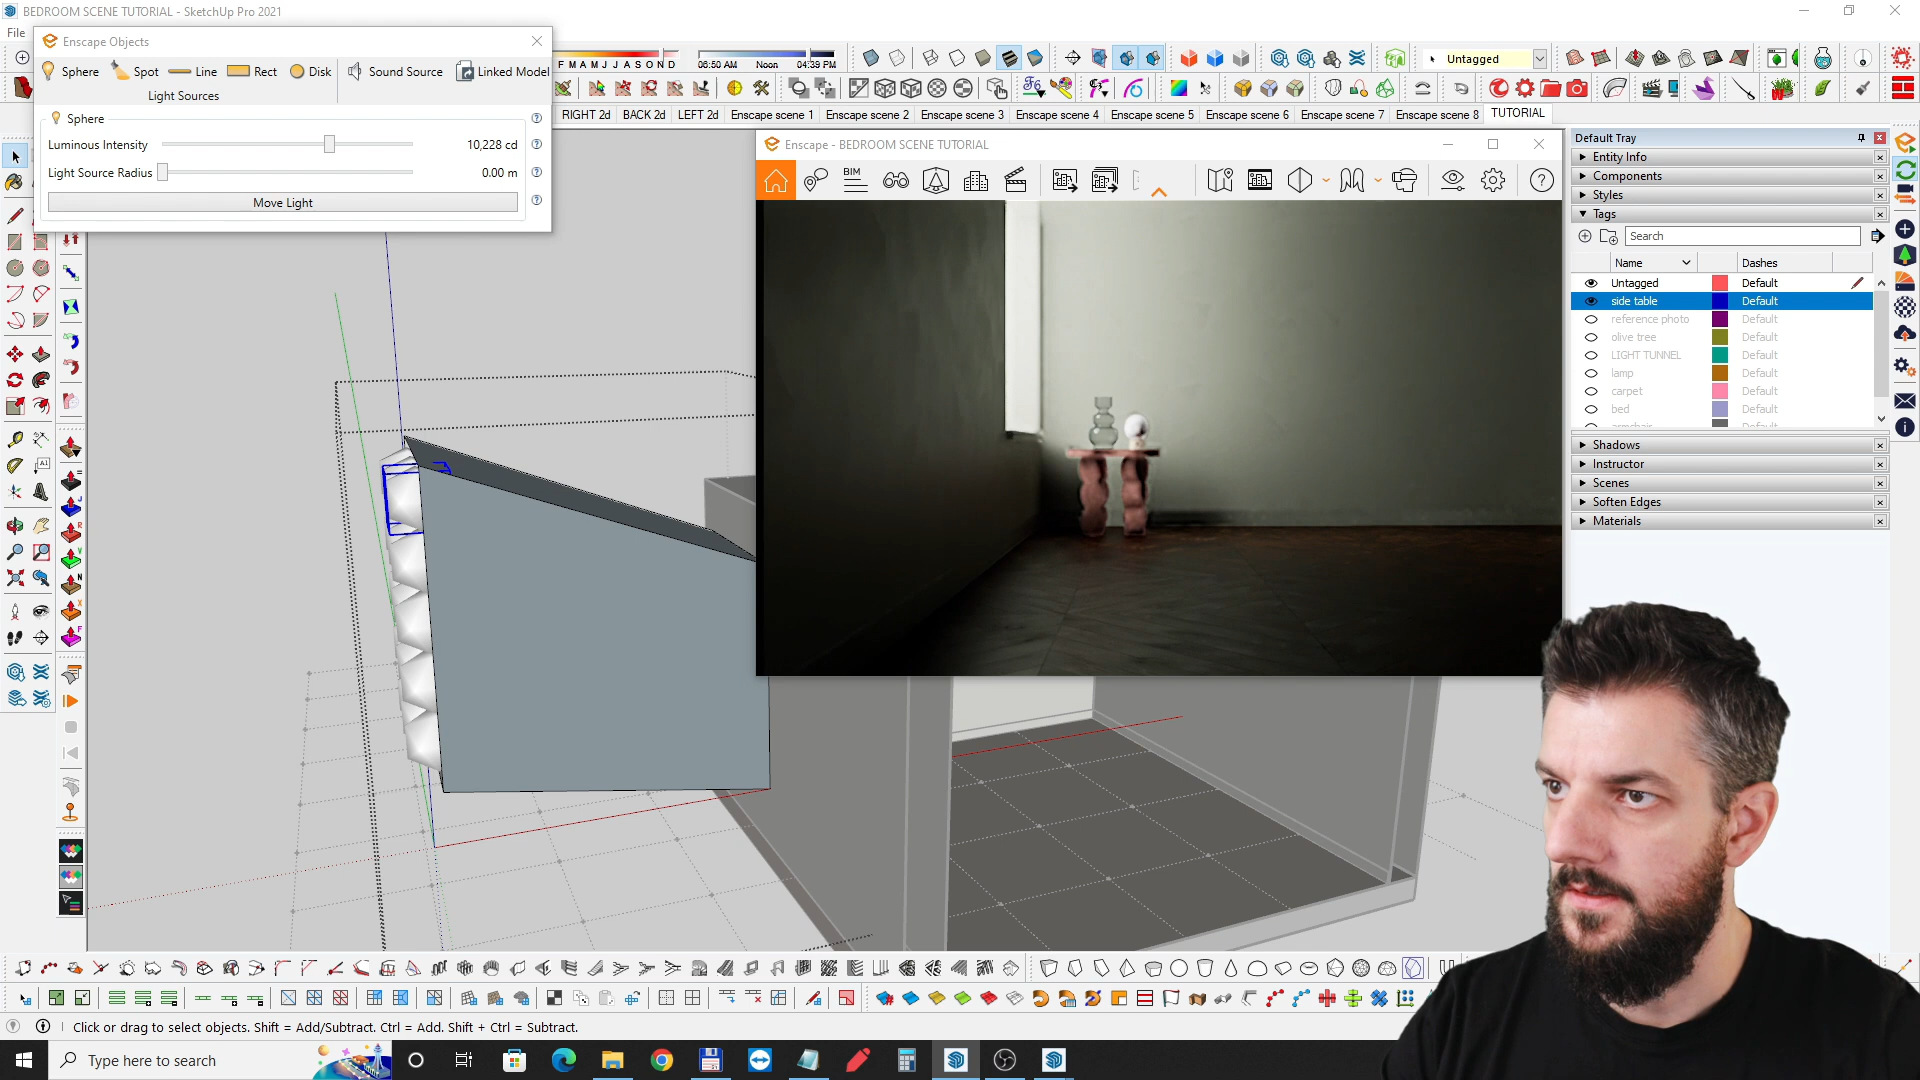 BEDROOM SCENE TUTORIAL - SketchUp Pro 2021
File
Enscape Objects
Sphere Spot Line Rect Disk Sound Source Linked Model
Light Sources
Sphere
Luminous Intensity 10,228 cd
Light Source Radius 0.00 m
Move Light
F M A M J J A S O N D
06:50 AM Noon 04:39 PM
Untagged
RIGHT 2d BACK 2d LEFT 2d Enscape scene 1 Enscape scene 2 Enscape scene 3 Enscape scene 4 Enscape scene 5 Enscape scene 6 Enscape scene 7 Enscape scene 8 TUTORIAL
Enscape - BEDROOM SCENE TUTORIAL
BIM
Default Tray
Entity Info
Components
Styles
Tags
Search
Name Dashes
Untagged Default
side table Default
reference photo Default
olive tree Default
LIGHT TUNNEL Default
lamp Default
carpet Default
bed Default
Shadows
Instructor
Scenes
Soften Edges
Materials
Click or drag to select objects. Shift = Add/Subtract. Ctrl = Add. Shift + Ctrl = Subtract.
Type here to search